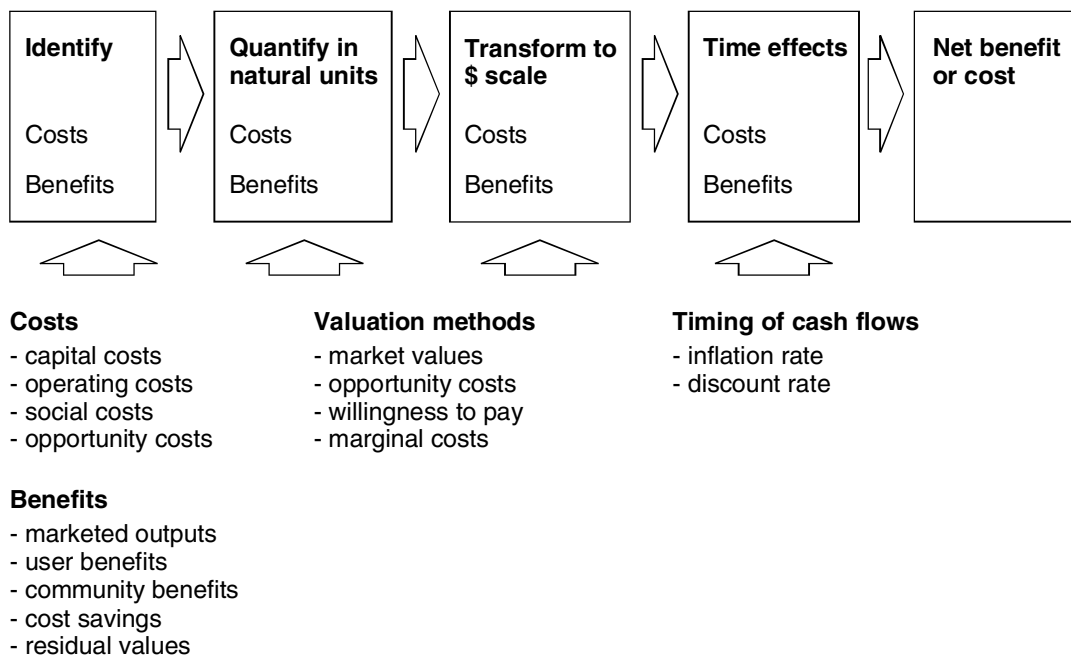 Identify
Costs
Benefits
Quantify in
natural units
Costs
Benefits
Transform to
$ scale
Costs
Benefits
Time effects
Costs
Benefits
Net benefit
or cost
Costs
- capital costs
- operating costs
- social costs
- opportunity costs
Benefits
- marketed outputs
- user benefits
- community benefits
- cost savings
- residual values
Valuation methods
- market values
- opportunity costs
- willingness to pay
- marginal costs
Timing of cash flows
- inflation rate
- discount rate